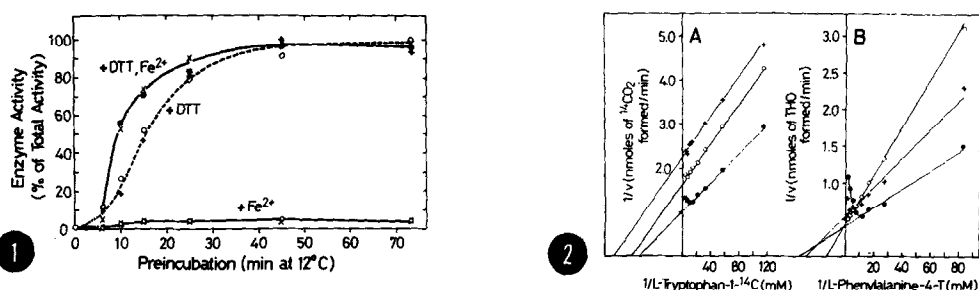 Enzyme Activity
(% of Total Activity)
100
80
60
40
20
0
+ DTT, Fe²⁺
+ DTT
+ Fe²⁺
0 10 20 30 40 50 60 70
Preincubation (min at 12°C)
1
A
1/v (nmoles of ¹⁴CO₂
formed/min)
5.0
4.0
3.0
2.0
40 80 120
1/L-Tryptophan-1-¹⁴C (mM)
B
1/v (nmoles of THO
formed/min)
3.0
2.5
2.0
1.5
1.0
20 40 60 80
1/L-Phenylalanine-4-T (mM)
2